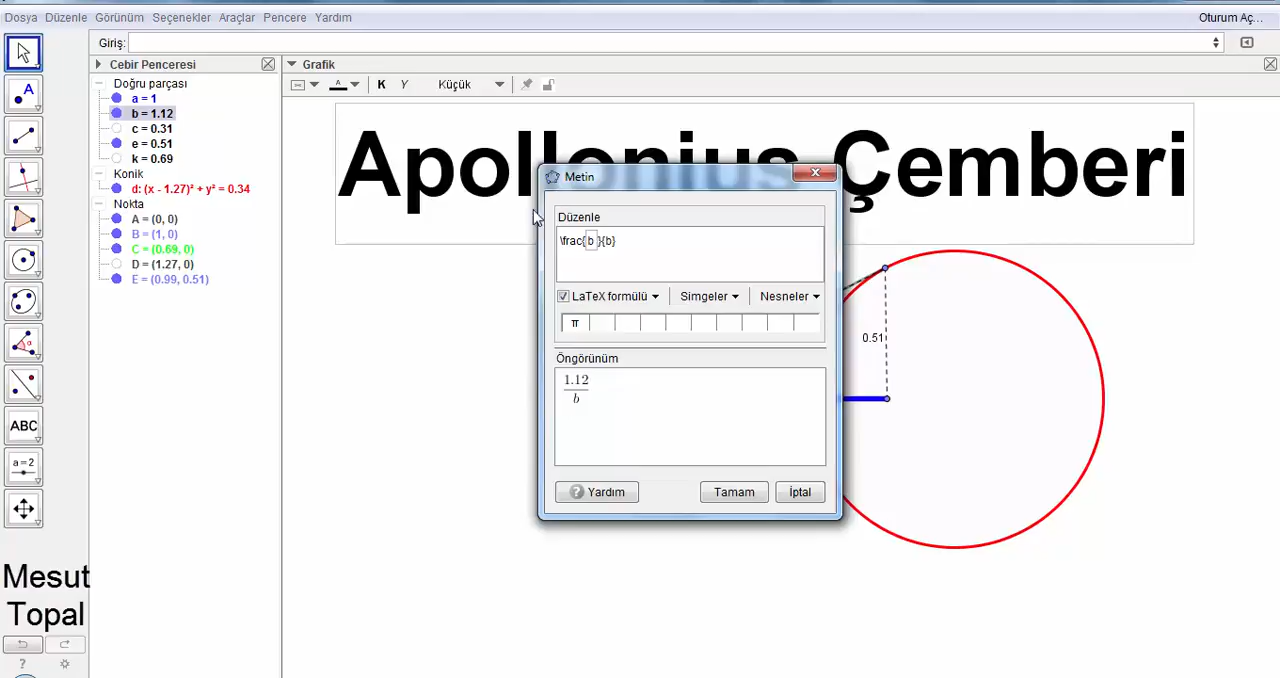 Dosya Düzenle Görünüm Seçenekler Araçlar Pencere Yardım
Oturum Aç...
Giriş:
Cebir Penceresi
Grafik
K Y Küçük
Doğru parçası
a = 1
b = 1.12
c = 0.31
e = 0.51
k = 0.69
Konik
d: (x - 1.27)² + y² = 0.34
Nokta
A = (0, 0)
B = (1, 0)
C = (0.69, 0)
D = (1.27, 0)
E = (0.99, 0.51)
A
ABC
a=2
Mesut
Topal
?
Apollonius Çemberi
0.51
Metin
Düzenle
\frac{b}{b}
LaTeX formülü Simgeler Nesneler
π
Öngörünüm
1.12
b
? Yardım Tamam İptal